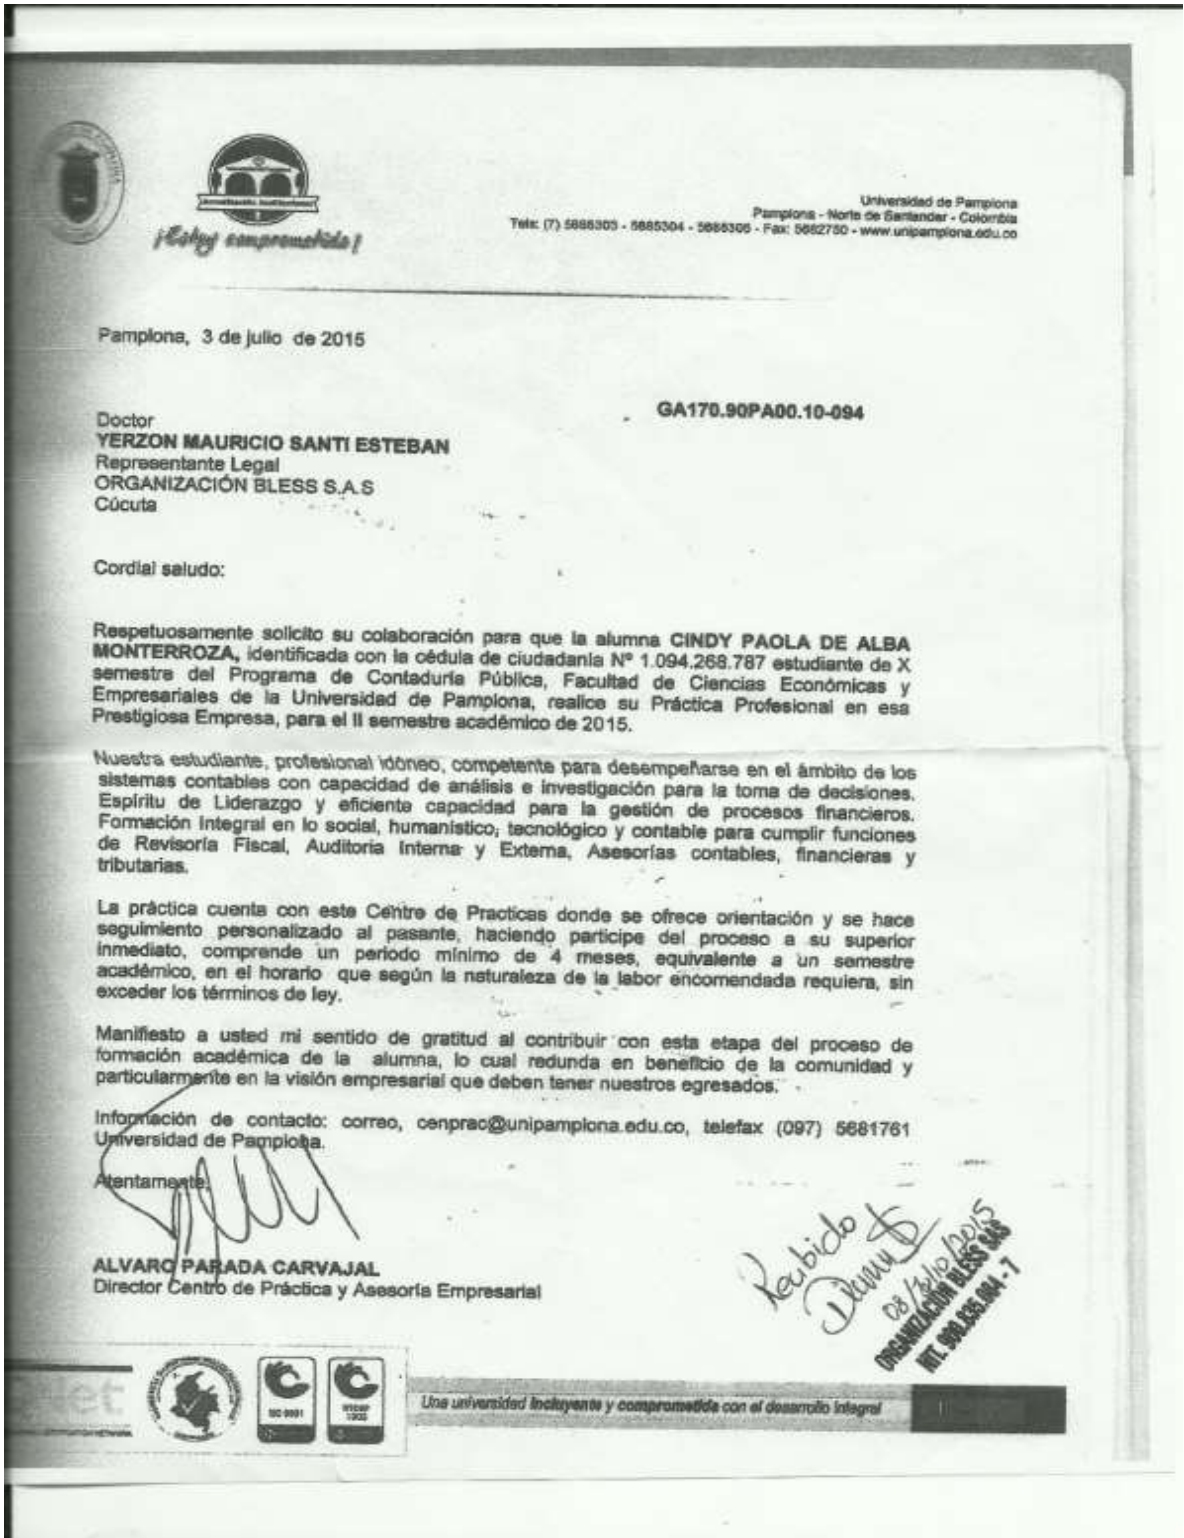 ¡Estoy comprometida!
Universidad de Pamplona
Pamplona - Norte de Santander - Colombia
Tels: (7) 5685303 - 5685304 - 5685305 - Fax: 5682750 - www.unipamplona.edu.co
Pamplona, 3 de julio de 2015
GA170.90PA00.10-094
Doctor
YERZON MAURICIO SANTI ESTEBAN
Representante Legal
ORGANIZACIÓN BLESS S.A.S
Cúcuta
Cordial saludo:
Respetuosamente solicito su colaboración para que la alumna CINDY PAOLA DE ALBA
MONTERROZA, identificada con la cédula de ciudadanía Nº 1.094.268.787 estudiante de X
semestre del Programa de Contaduría Pública, Facultad de Ciencias Económicas y
Empresariales de la Universidad de Pamplona, realice su Práctica Profesional en esa
Prestigiosa Empresa, para el II semestre académico de 2015.
Nuestra estudiante, profesional idóneo, competente para desempeñarse en el ámbito de los
sistemas contables con capacidad de análisis e investigación para la toma de decisiones.
Espíritu de Liderazgo y eficiente capacidad para la gestión de procesos financieros.
Formación Integral en lo social, humanístico, tecnológico y contable para cumplir funciones
de Revisoría Fiscal, Auditoria Interna y Externa, Asesorías contables, financieras y
tributarias.
La práctica cuenta con este Centro de Practicas donde se ofrece orientación y se hace
seguimiento personalizado al pasante, haciendo participe del proceso a su superior
inmediato, comprende un periodo mínimo de 4 meses, equivalente a un semestre
académico, en el horario que según la naturaleza de la labor encomendada requiera, sin
exceder los términos de ley.
Manifiesto a usted mi sentido de gratitud al contribuir con esta etapa del proceso de
formación académica de la alumna, lo cual redunda en beneficio de la comunidad y
particularmente en la visión empresarial que deben tener nuestros egresados.
Información de contacto: correo, cenprac@unipamplona.edu.co, telefax (097) 5681761
Universidad de Pamplona.
Atentamente,
ALVARO PARADA CARVAJAL
Director Centro de Práctica y Asesoría Empresarial
Recibido
08/Julio/2015
ORGANIZACIÓN BLESS SAS
NIT. 900.835.084 - 7
Net
ISO 9001
NTCGP
1000
Una universidad incluyente y comprometida con el desarrollo integral